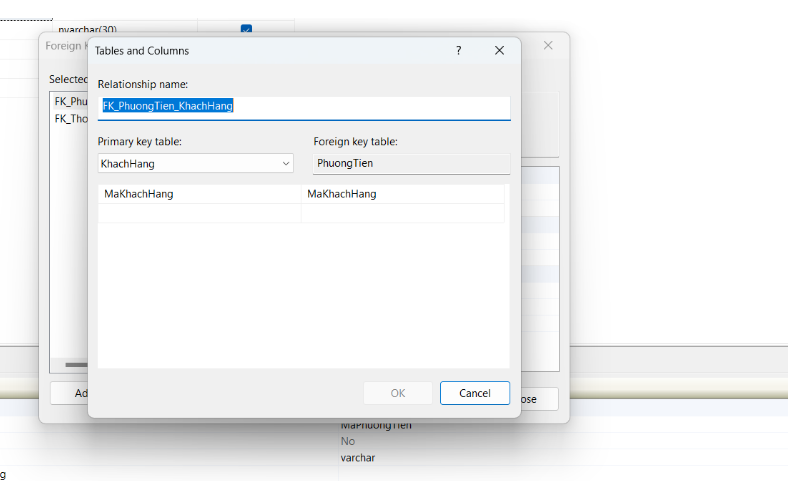 nvarchar(30)
Foreign K
Tables and Columns
?
Selected
Relationship name:
FK_Phu
FK_PhuongTien_KhachHang
FK_Tho
Primary key table:
Foreign key table:
KhachHang
PhuongTien
MaKhachHang
MaKhachHang
Ad
OK
Cancel
ose
MaPhuongTien
No
varchar
g